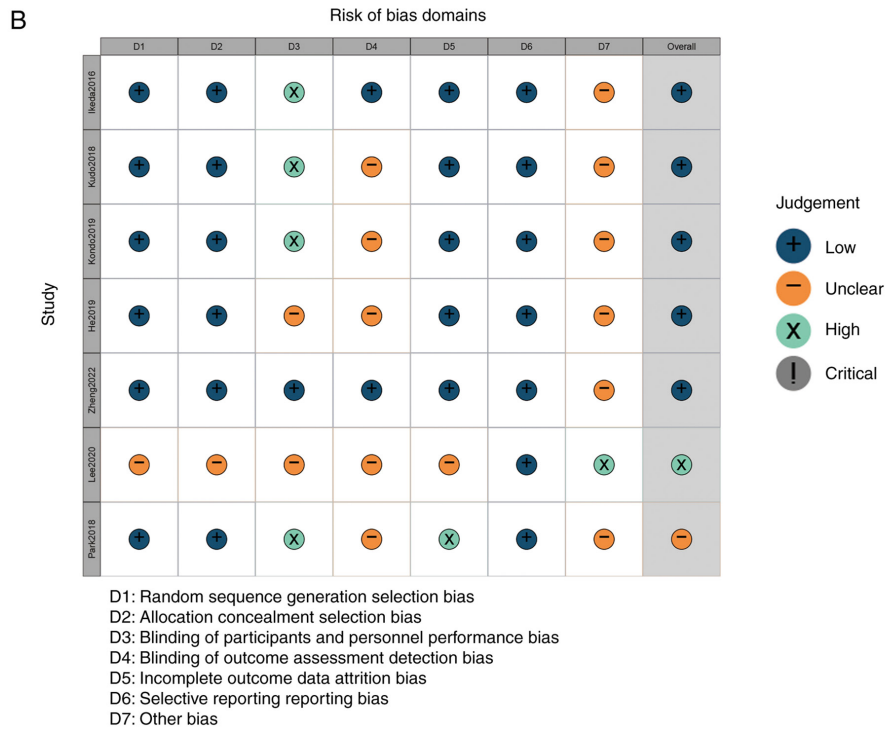 B
Risk of bias domains
D1 D2 D3 D4 D5 D6 D7 Overall
Study
Ikeda2016 + + X + + + − +
Kudo2018 + + X − + + − +
Kondo2019 + + X − + + − +
He2019 + + − − + + − +
Zheng2022 + + + + + + − +
Lee2020 − − − − − + X X
Park2018 + + X − X + − −
Judgement
+ Low
− Unclear
X High
! Critical
D1: Random sequence generation selection bias
D2: Allocation concealment selection bias
D3: Blinding of participants and personnel performance bias
D4: Blinding of outcome assessment detection bias
D5: Incomplete outcome data attrition bias
D6: Selective reporting reporting bias
D7: Other bias